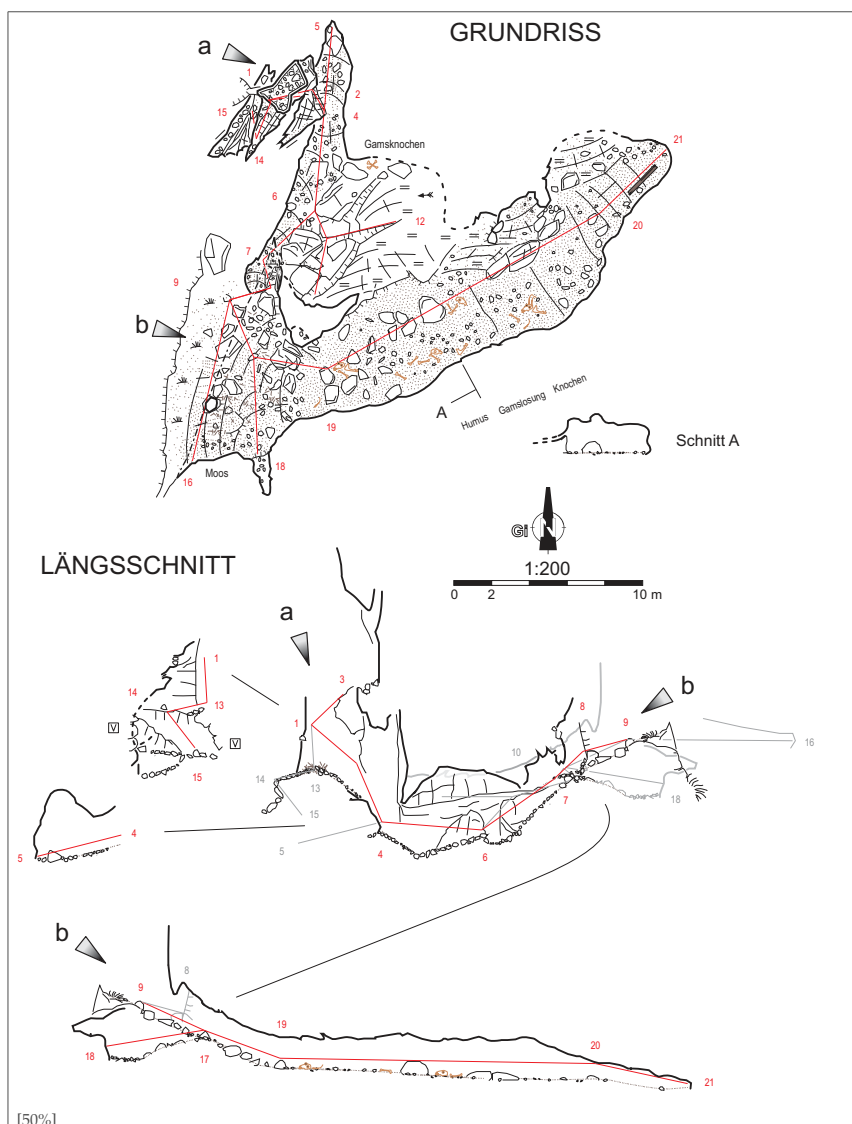 GRUNDRISS
5
a
1
2
15
4
14
Gamsknochen
21
6
12
20
7
9
b
A
Humus Gamslosung Knochen
19
Schnitt A
Moos
18
16
Gi N
LÄNGSSCHNITT
1:200
0 2 10 m
a
1
3
14
13
V
V
15
1
8
9
b
10
16
14
13
15
7
18
4
5
4
6
5
b
9
8
19
20
18
17
21
[50%]